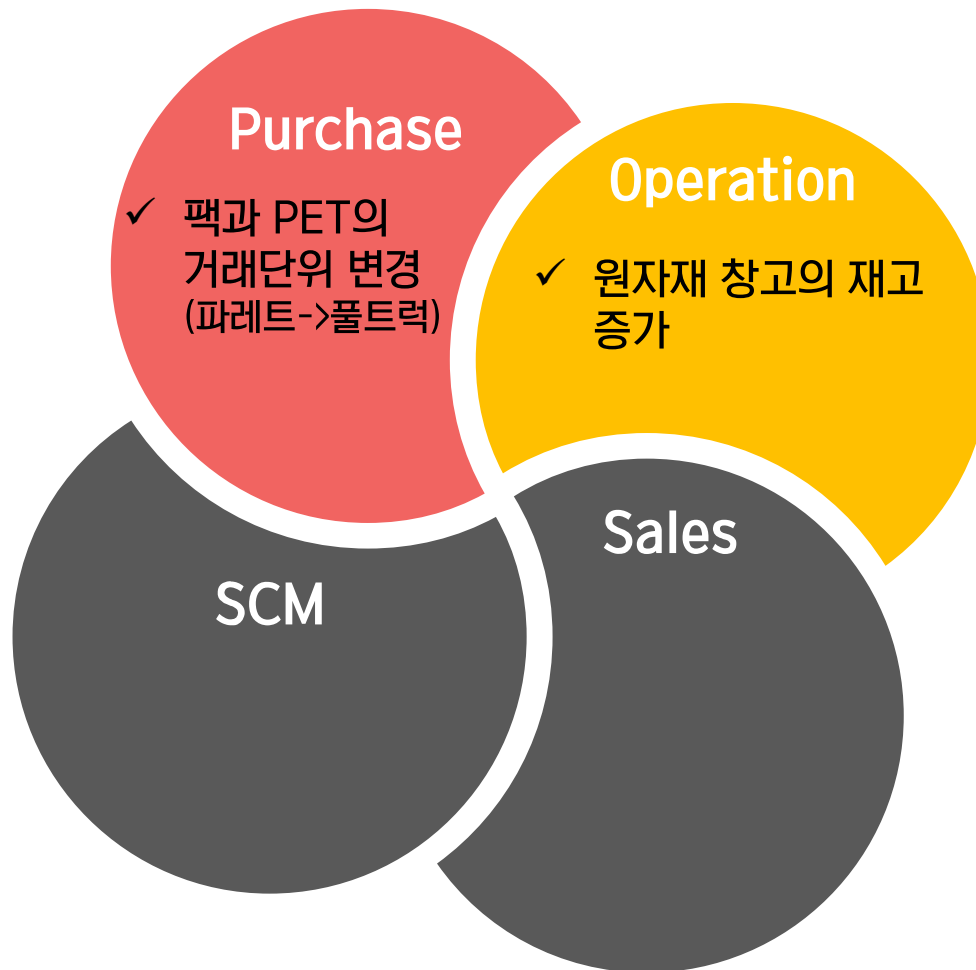 Purchase
✓ 팩과 PET의
거래단위 변경
(파레트->풀트럭)
Operation
✓ 원자재 창고의 재고
증가
SCM
Sales